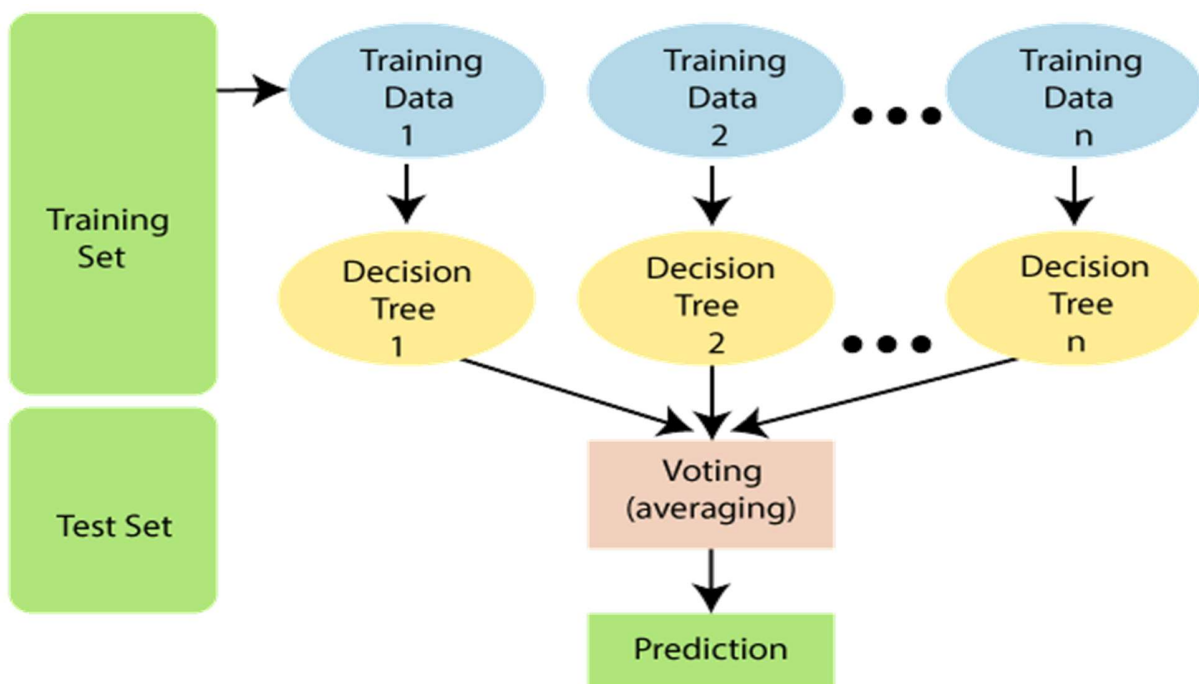 Training
Set
Test Set
Training
Data
1
Training
Data
2
Training
Data
n
Decision
Tree
1
Decision
Tree
2
Decision
Tree
n
Voting
(averaging)
Prediction